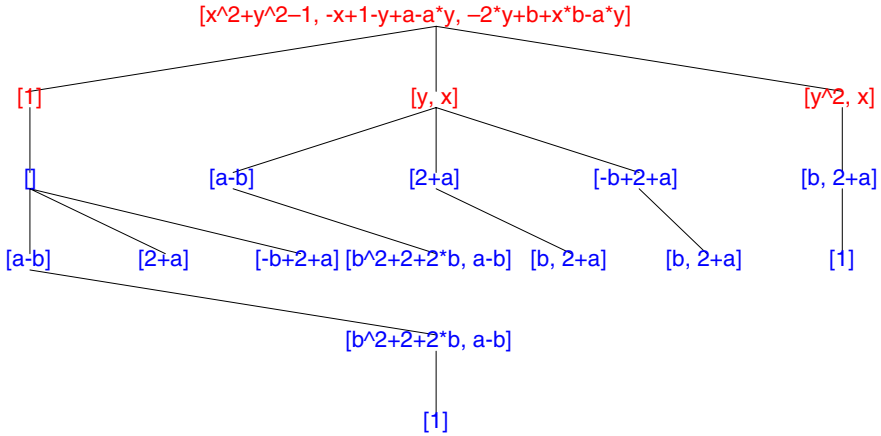 [x^2+y^2–1, -x+1-y+a-a*y, –2*y+b+x*b-a*y]
[1] [y, x] [y^2, x]
[] [a-b] [2+a] [-b+2+a] [b, 2+a]
[a-b] [2+a] [-b+2+a] [b^2+2+2*b, a-b] [b, 2+a] [b, 2+a] [1]
[b^2+2+2*b, a-b]
[1]